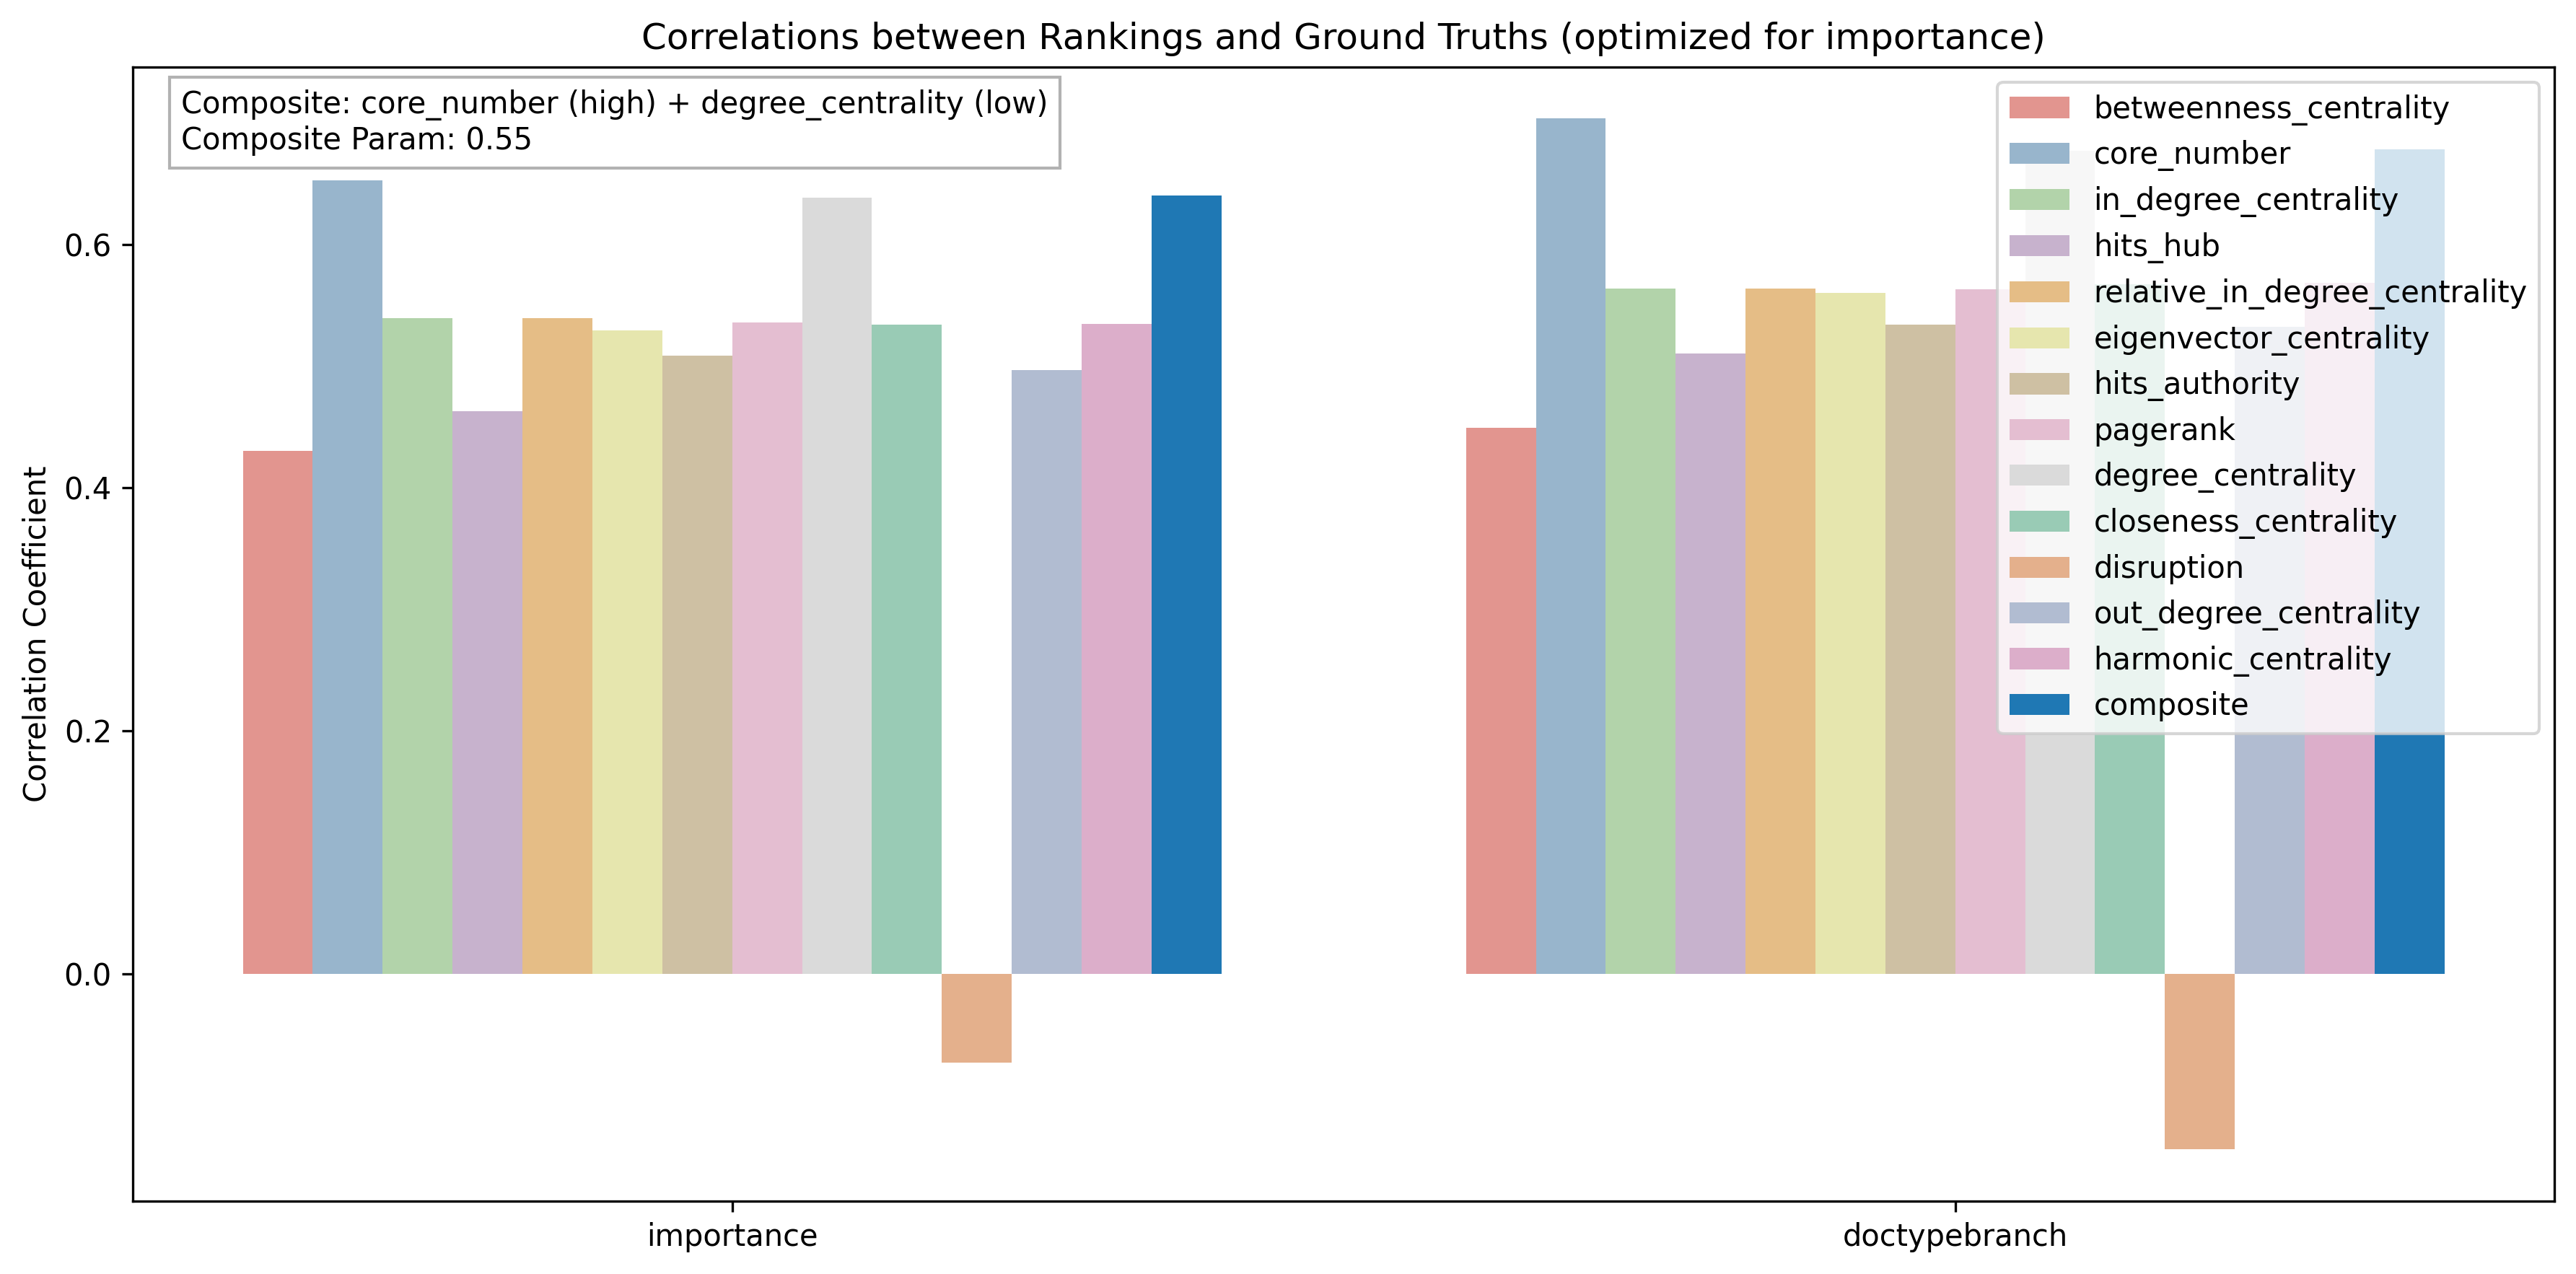 Correlations between Rankings and Ground Truths (optimized for importance)
Composite: core_number (high) + degree_centrality (low)
Composite Param: 0.55
betweenness_centrality
core_number
in_degree_centrality
hits_hub
relative_in_degree_centrality
eigenvector_centrality
hits_authority
pagerank
degree_centrality
closeness_centrality
disruption
out_degree_centrality
harmonic_centrality
composite
Correlation Coefficient
0.6
0.4
0.2
0.0
importance
doctypebranch